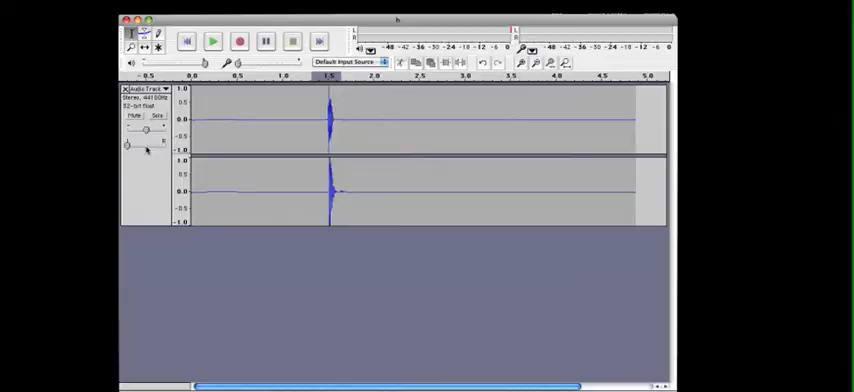 h
L
R
-48 -42 -36 -30 -24 -18 -12 -6 0
L
R
-48 -42 -36 -30 -24 -18 -12 -6 0
Default Input Source
-0.5 0.0 0.5 1.0 1.5 2.0 2.5 3.0 3.5 4.0 4.5 5.0
X Audio Track
Stereo, 44100Hz
32-bit float
Mute Solo
- +
L R
1.0
0.5
0.0
-0.5
-1.0
1.0
0.5
0.0
-0.5
-1.0